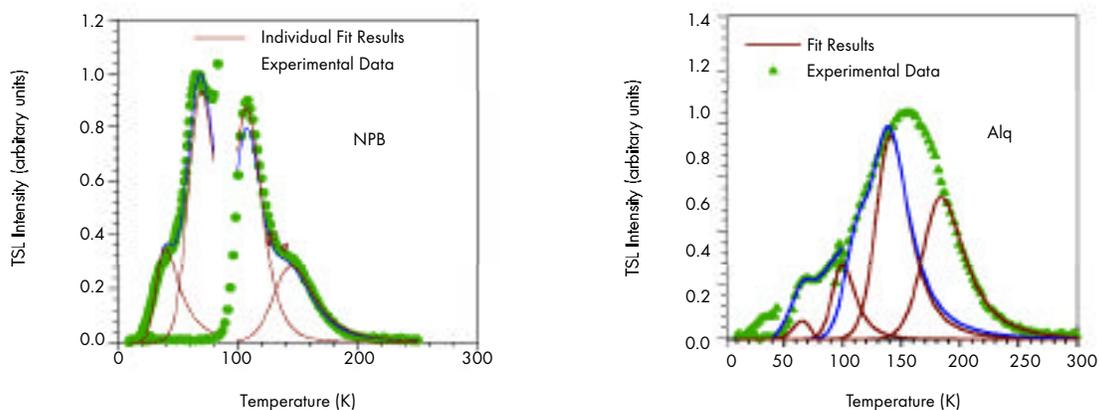 1.2
1.0
0.8
0.6
0.4
0.2
0.0
0
100
200
300
TSL Intensity (arbitary units)
Temperature (K)
Individual Fit Results
Experimental Data
NPB
1.4
1.2
1.0
0.8
0.6
0.4
0.2
0.0
0
50
100
150
200
250
300
TSL Intensity (arbitrary units)
Temperature (K)
Fit Results
Experimental Data
Alq